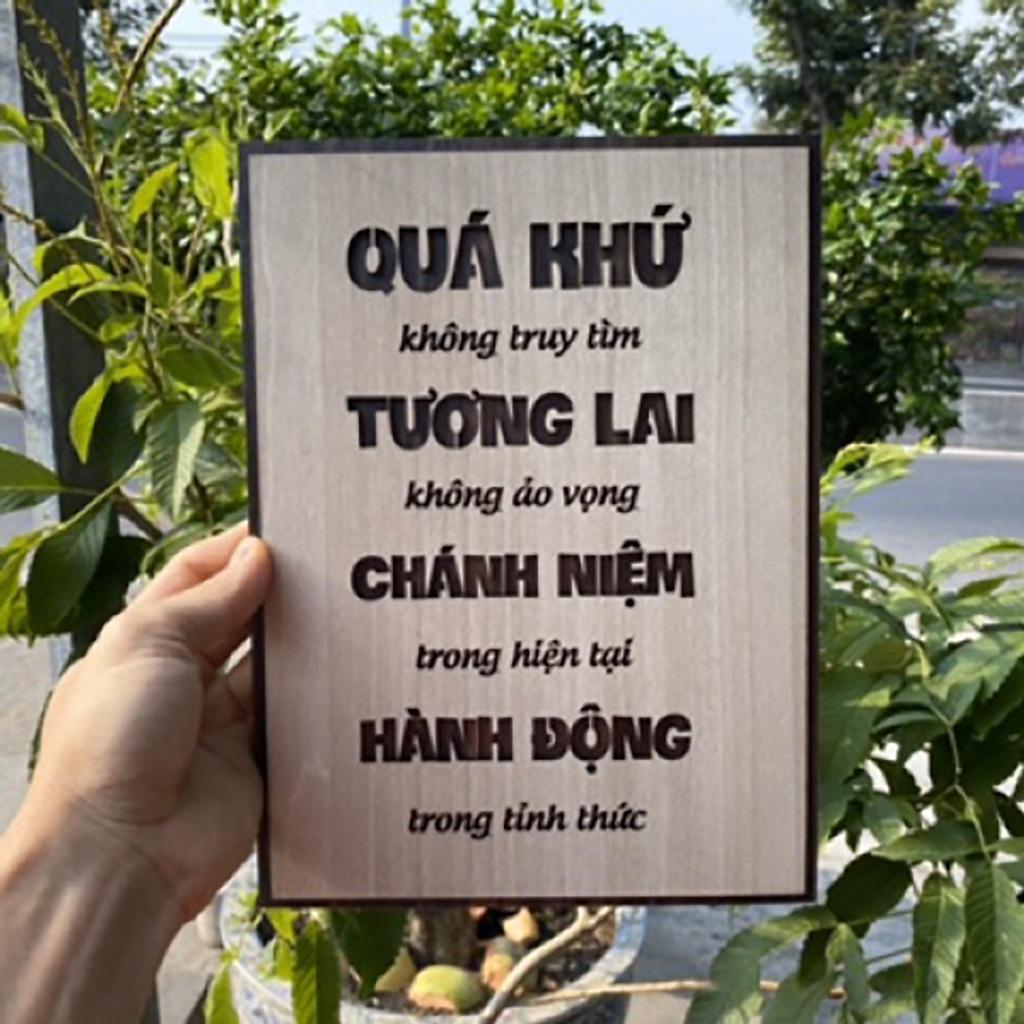 QUÁ KHỨ
không truy tìm
TƯƠNG LAI
không ảo vọng
CHÁNH NIỆM
trong hiện tại
HÀNH ĐỘNG
trong tỉnh thức